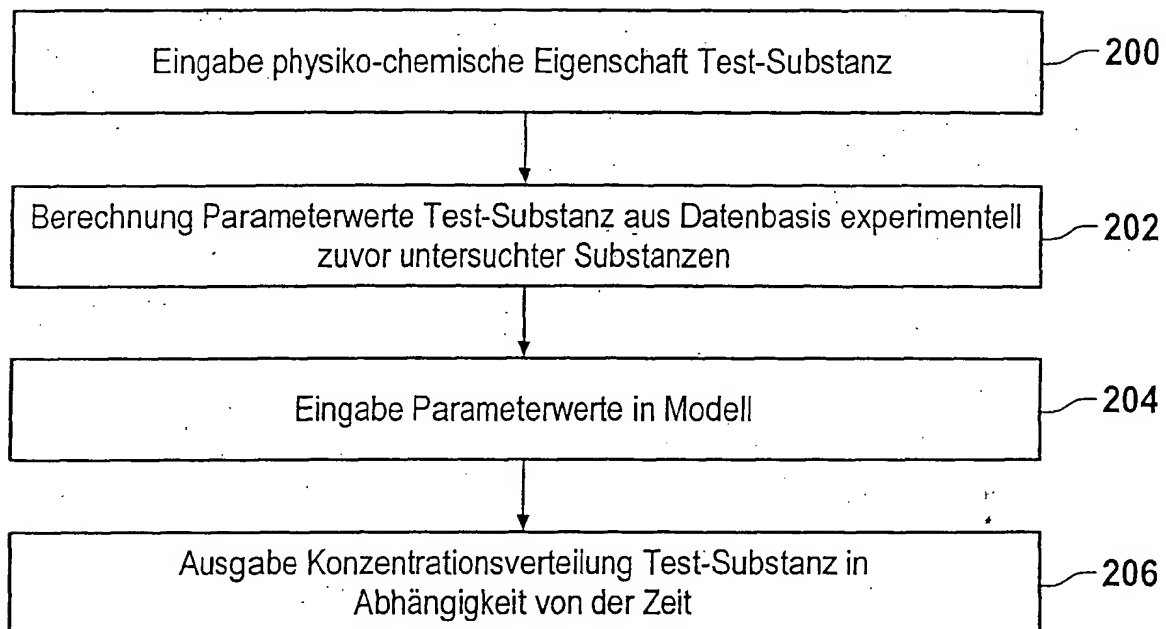 Eingabe physiko-chemische Eigenschaft Test-Substanz
200
Berechnung Parameterwerte Test-Substanz aus Datenbasis experimentell
zuvor untersuchter Substanzen
202
Eingabe Parameterwerte in Modell
204
Ausgabe Konzentrationsverteilung Test-Substanz in
Abhängigkeit von der Zeit
206